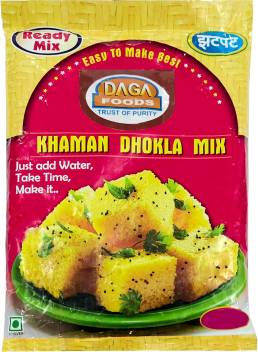 Ready
Mix
झटपट
Easy To Make Best
DAGA
FOODS
TRUST OF PURITY
KHAMAN DHOKLA MIX
Just add Water,
Take Time,
Make it..